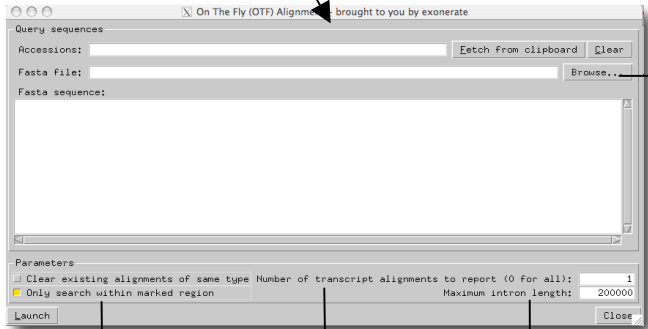 X On The Fly (OTF) Alignment - brought to you by exonerate
Query sequences
Accessions: Fetch from clipboard Clear
Fasta file: Browse...
Fasta sequence:
Parameters
Clear existing alignments of same type Number of transcript alignments to report (0 for all): 1
Only search within marked region Maximum intron length: 200000
Launch Close